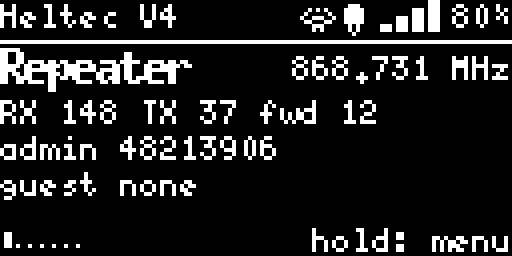 Heltec V4 80%
Repeater 868.731 MHz
RX 148 TX 37 fwd 12
admin 48213906
guest none
hold: menu